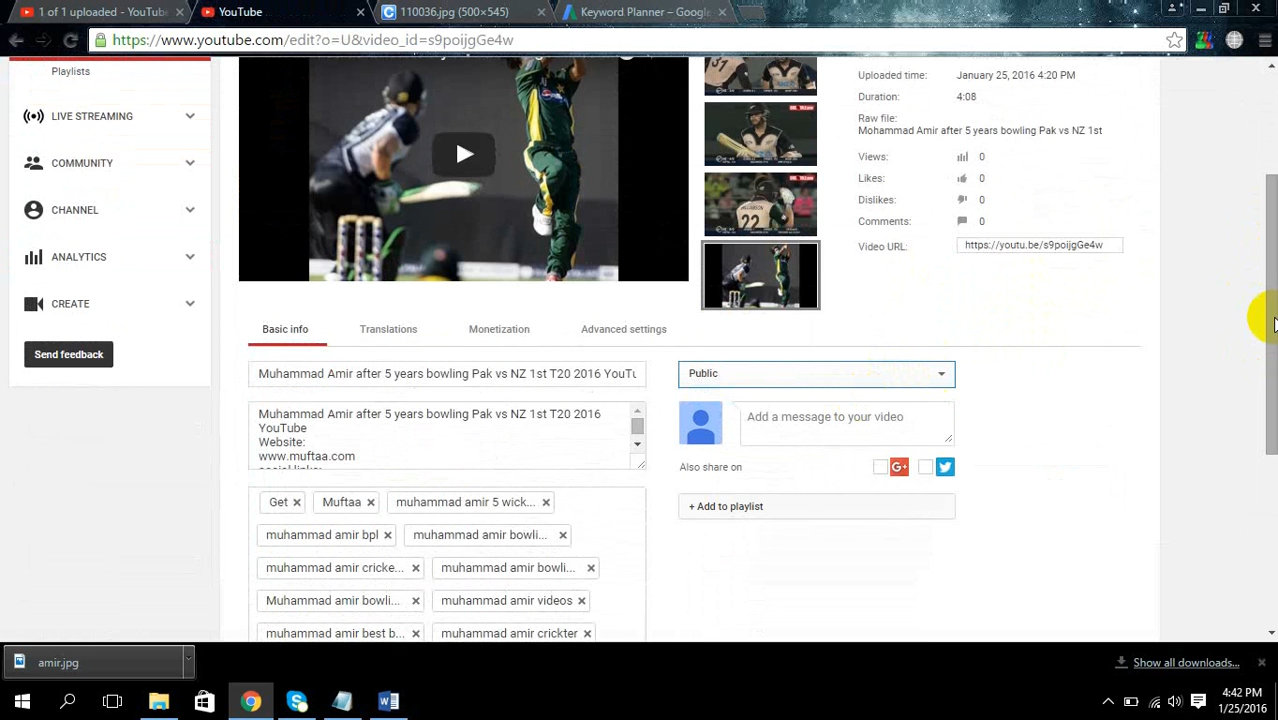 1 of 1 uploaded - YouTube
YouTube
110036.jpg (500×545)
Keyword Planner – Google
https://www.youtube.com/edit?o=U&video_id=s9poijgGe4w
Playlists
LIVE STREAMING
COMMUNITY
CHANNEL
ANALYTICS
CREATE
Send feedback
22
Uploaded time: January 25, 2016 4:20 PM
Duration: 4:08
Raw file:
Mohammad Amir after 5 years bowling Pak vs NZ 1st
Views: 0
Likes: 0
Dislikes: 0
Comments: 0
Video URL: https://youtu.be/s9poijgGe4w
Basic info Translations Monetization Advanced settings
Muhammad Amir after 5 years bowling Pak vs NZ 1st T20 2016 YouTu
Public
Muhammad Amir after 5 years bowling Pak vs NZ 1st T20 2016
YouTube
Website:
www.muftaa.com
Add a message to your video
Also share on
G+
+ Add to playlist
Get × Muftaa × muhammad amir 5 wick... ×
muhammad amir bpl × muhammad amir bowli... ×
muhammad amir cricke... × muhammad amir bowli... ×
Muhammad amir bowli... × muhammad amir videos ×
muhammad amir best b... × muhammad amir crickter ×
amir.jpg
Show all downloads...
4:42 PM
1/25/2016